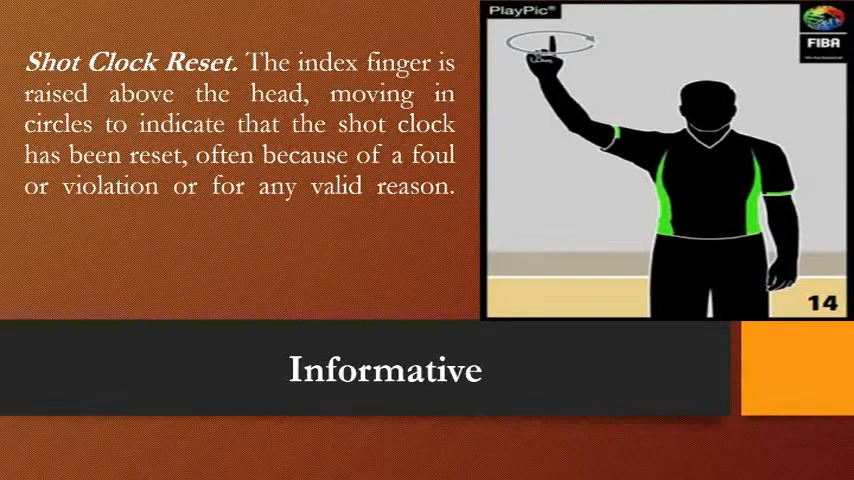 PlayPic®
FIBA
Shot Clock Reset. The index finger is
raised above the head, moving in
circles to indicate that the shot clock
has been reset, often because of a foul
or violation or for any valid reason.
14
Informative